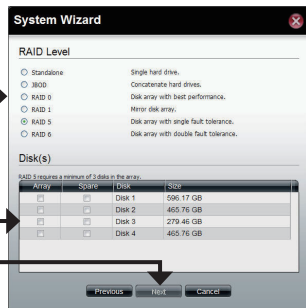 System Wizard
RAID Level
Standalone Single hard drive.
JBOD Concatenate hard drives.
RAID 0 Disk array with best performance.
RAID 1 Mirror disk array.
RAID 5 Disk array with single fault tolerance.
RAID 6 Disk array with double fault tolerance.
Disk(s)
RAID 5 requires a minimum of 3 disks in the array.
Array Spare Disk Size
Disk 1 596.17 GB
Disk 2 465.76 GB
Disk 3 279.46 GB
Disk 4 465.76 GB
Previous Next Cancel